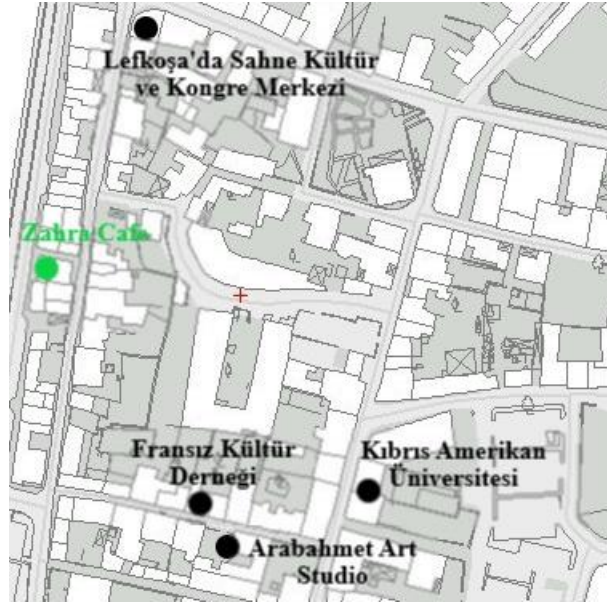 Lefkoşa'da Sahne Kültür
ve Kongre Merkezi
Zahra Cafe
Fransız Kültür
Derneği
Kıbrıs Amerikan
Üniversitesi
Arabahmet Art
Studio